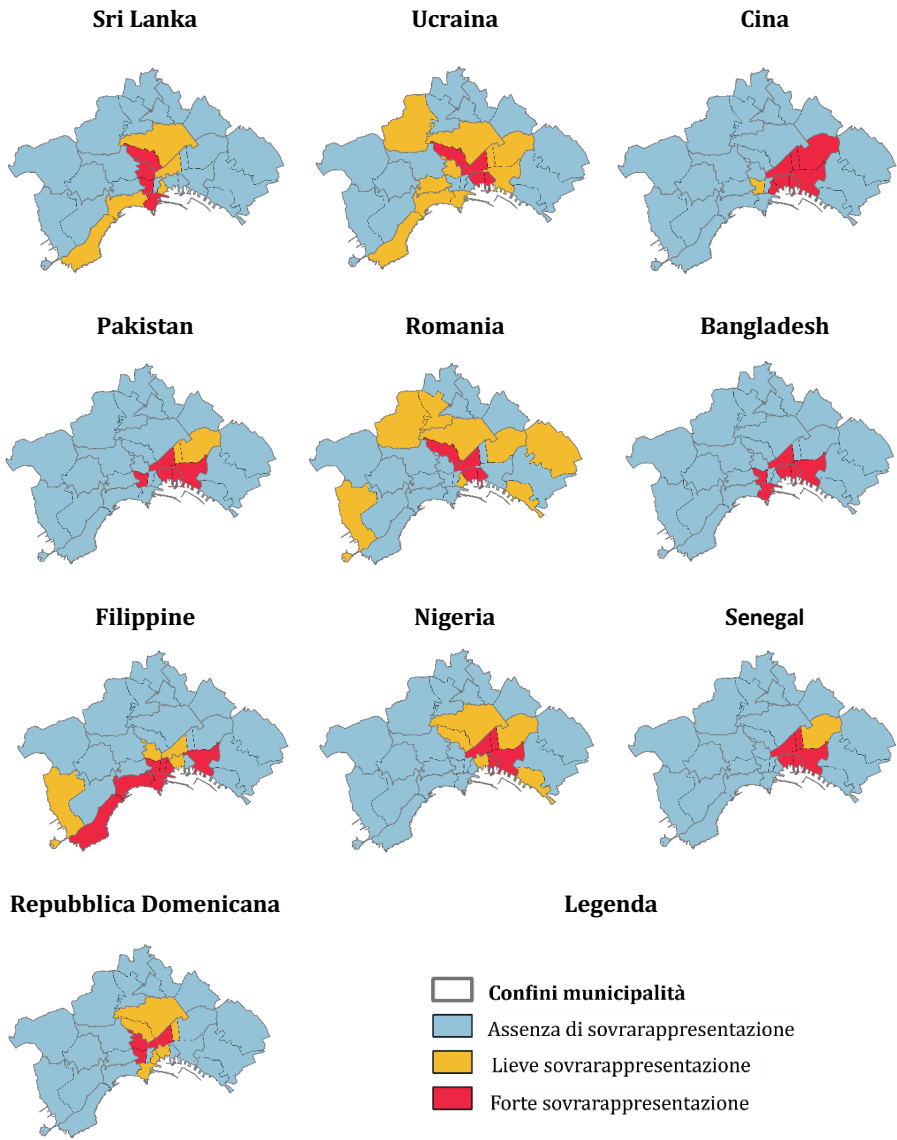 Sri Lanka
Ucraina
Cina
Pakistan
Romania
Bangladesh
Filippine
Nigeria
Senegal
Repubblica Domenicana
Legenda
Confini municipalità
Assenza di sovrarappresentazione
Lieve sovrarappresentazione
Forte sovrarappresentazione